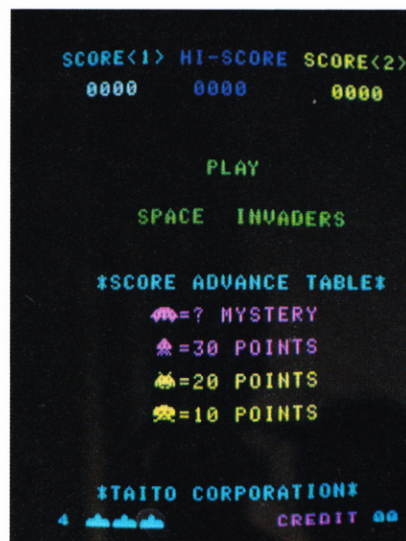 SCORE<1> HI-SCORE SCORE<2>
0000 0000 0000
PLAY
SPACE INVADERS
*SCORE ADVANCE TABLE*
=? MYSTERY
=30 POINTS
=20 POINTS
=10 POINTS
*TAITO CORPORATION*
4 CREDIT 00